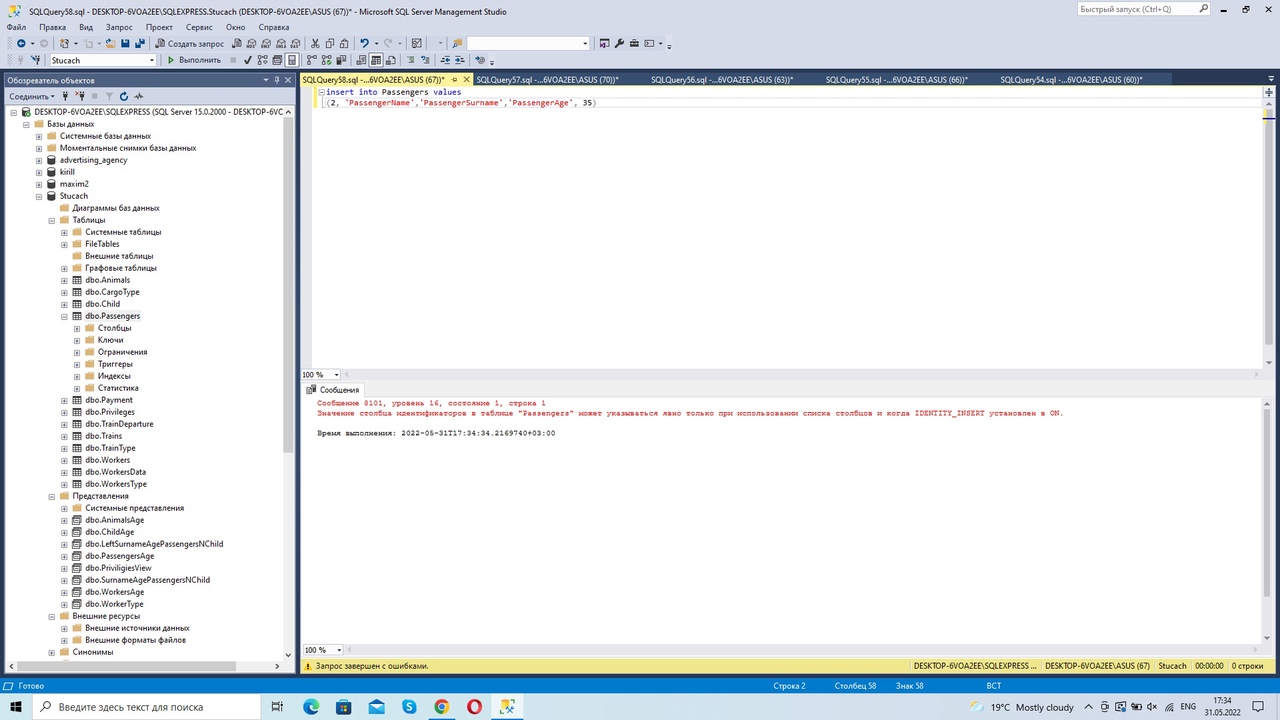 SQLQuery58.sql - DESKTOP-6VOA2EE\SQLEXPRESS.Stucach (DESKTOP-6VOA2EE\ASUS (67))* - Microsoft SQL Server Management Studio
Быстрый запуск (Ctrl+Q)
Файл Правка Вид Запрос Проект Сервис Окно Справка
Создать запрос
Stucach Выполнить
Обозреватель объектов
SQLQuery58.sql -...6VOA2EE\ASUS (67))* SQLQuery57.sql -...6VOA2EE\ASUS (70))* SQLQuery56.sql -...6VOA2EE\ASUS (63))* SQLQuery55.sql -...6VOA2EE\ASUS (66))* SQLQuery54.sql -...6VOA2EE\ASUS (60))*
Соединить
DESKTOP-6VOA2EE\SQLEXPRESS (SQL Server 15.0.2000 - DESKTOP-6VC
Базы данных
Системные базы данных
Моментальные снимки базы данных
advertising_agency
kirill
maxim2
Stucach
Диаграммы баз данных
Таблицы
Системные таблицы
FileTables
Внешние таблицы
Графовые таблицы
dbo.Animals
dbo.CargoType
dbo.Child
dbo.Passengers
Столбцы
Ключи
Ограничения
Триггеры
Индексы
Статистика
dbo.Payment
dbo.Privileges
dbo.TrainDeparture
dbo.Trains
dbo.TrainType
dbo.Workers
dbo.WorkersData
dbo.WorkersType
Представления
Системные представления
dbo.AnimalsAge
dbo.ChildAge
dbo.LeftSurnameAgePassengersNChild
dbo.PassengersAge
dbo.PriviligiesView
dbo.SurnameAgePassengersNChild
dbo.WorkersAge
dbo.WorkerType
Внешние ресурсы
Внешние источники данных
Внешние форматы файлов
Синонимы
insert into Passengers values
(2, 'PassengerName','PassengerSurname','PassengerAge', 35)
100 %
Сообщения
Сообщение 8101, уровень 16, состояние 1, строка 1
Значение столбца идентификаторов в таблице "Passengers" может указываться явно только при использовании списка столбцов и когда IDENTITY_INSERT установлен в ON.
Время выполнения: 2022-05-31T17:34:34.2169740+03:00
100 %
Запрос завершен с ошибками. DESKTOP-6VOA2EE\SQLEXPRESS ... DESKTOP-6VOA2EE\ASUS (67) Stucach 00:00:00 0 строки
Готово Строка 2 Столбец 58 Знак 58 ВСТ
Введите здесь текст для поиска
19°C Mostly cloudy ENG 17:34
31.05.2022